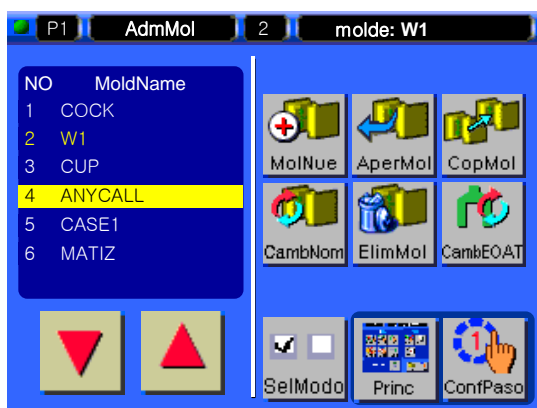 P1 AdmMol 2 molde: W1
NO MoldName
1 COCK
2 W1
3 CUP
4 ANYCALL
5 CASE1
6 MATIZ
MolNue AperMol CopMol
CambNom ElimMol CambEOAT
1
SelModo Princ ConfPaso